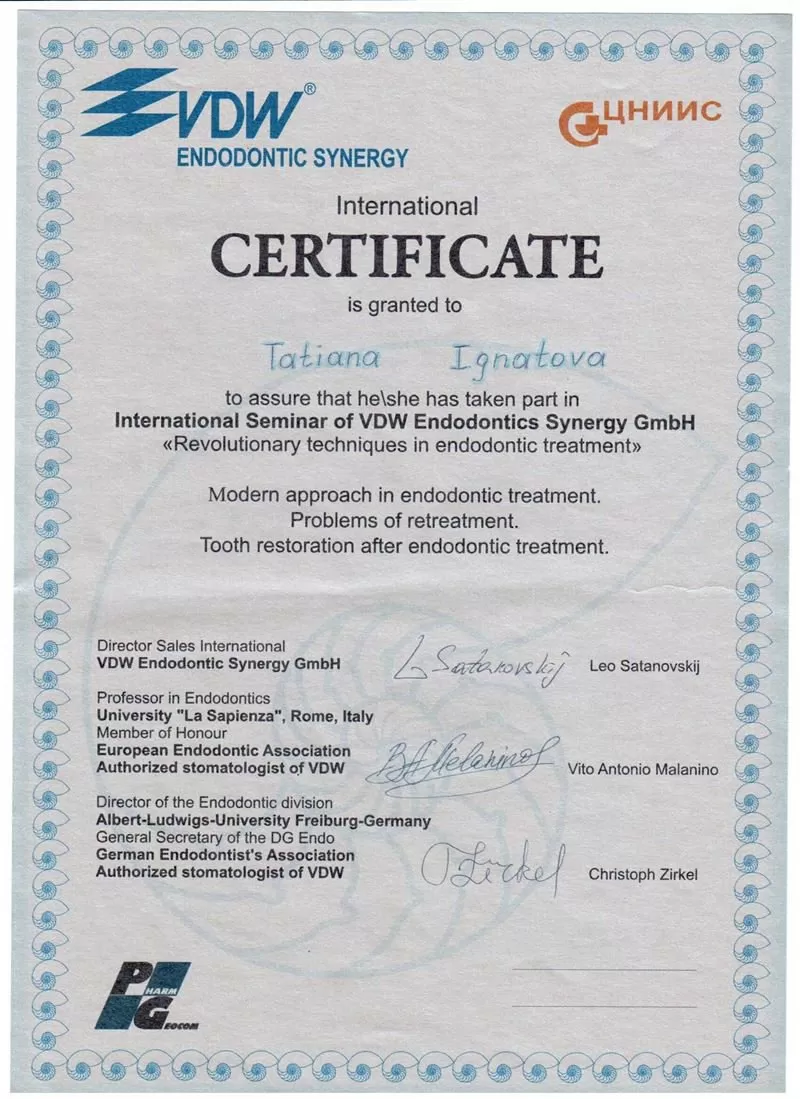 VDW®
ENDODONTIC SYNERGY
ЦНИИС
International
CERTIFICATE
is granted to
Tatiana Ignatova
to assure that he\she has taken part in
International Seminar of VDW Endodontics Synergy GmbH
«Revolutionary techniques in endodontic treatment»
Modern approach in endodontic treatment.
Problems of retreatment.
Tooth restoration after endodontic treatment.
Director Sales International
VDW Endodontic Synergy GmbH
L Satanovskij Leo Satanovskij
Professor in Endodontics
University "La Sapienza", Rome, Italy
Member of Honour
European Endodontic Association
Authorized stomatologist of VDW
Vito Antonio Malanino
Director of the Endodontic division
Albert-Ludwigs-University Freiburg-Germany
General Secretary of the DG Endo
German Endodontist's Association
Authorized stomatologist of VDW
Zirkel Christoph Zirkel
PHARM
GEOCOM